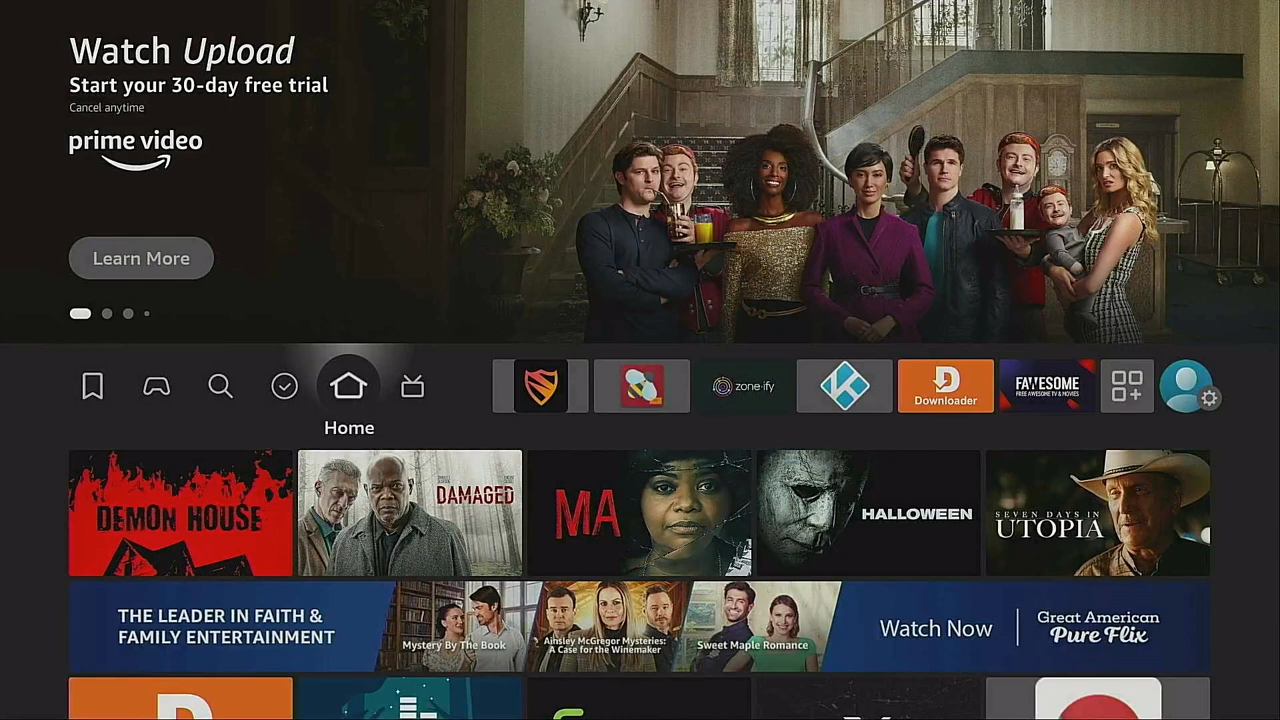 Watch Upload
Start your 30-day free trial
Cancel anytime
prime video
Learn More
zone·ify
Downloader
FAWESOME
FREE AWESOME TV & MOVIES
Home
DEMON HOUSE
DAMAGED
MA
HALLOWEEN
SEVEN DAYS IN
UTOPIA
THE LEADER IN FAITH &
FAMILY ENTERTAINMENT
Mystery By The Book
Ainsley McGregor Mysteries:
A Case for the Winemaker
Sweet Maple Romance
Watch Now
Great American
Pure Flix